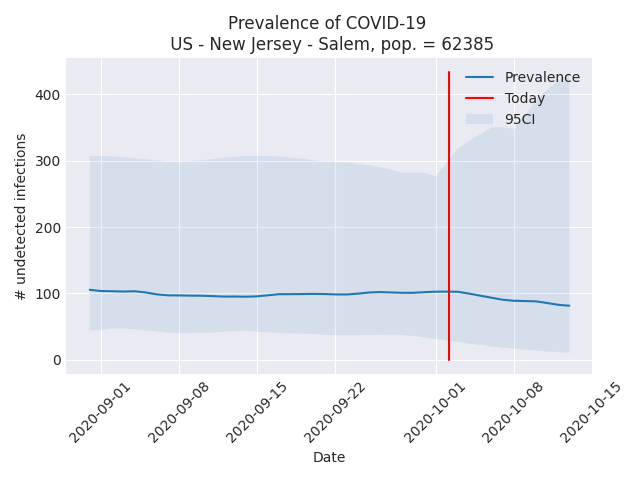 Prevalence of COVID-19
US - New Jersey - Salem, pop. = 62385
Prevalence
Today
95CI
400
300
200
100
0
# undetected infections
2020-09-01
2020-09-08
2020-09-15
2020-09-22
2020-10-01
2020-10-08
2020-10-15
Date